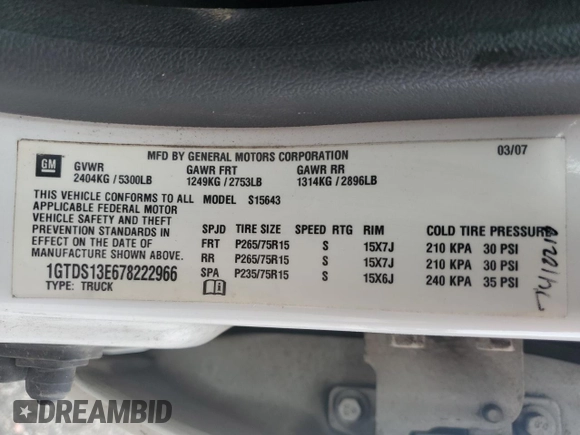 GM
MFD BY GENERAL MOTORS CORPORATION 03/07
GVWR GAWR FRT GAWR RR
2404KG / 5300LB 1249KG / 2753LB 1314KG / 2896LB
THIS VEHICLE CONFORMS TO ALL
APPLICABLE FEDERAL MOTOR
VEHICLE SAFETY AND THEFT
PREVENTION STANDARDS IN
EFFECT ON THE DATE OF
MANUFACTURE SHOWN ABOVE.
1GTDS13E678222966
TYPE: TRUCK
MODEL S15643
SPJD TIRE SIZE SPEED RTG RIM COLD TIRE PRESSURE
FRT P265/75R15 S 15X7J 210 KPA 30 PSI
RR P265/75R15 S 15X7J 210 KPA 30 PSI
SPA P235/75R15 S 15X6J 240 KPA 35 PSI
DREAMBID